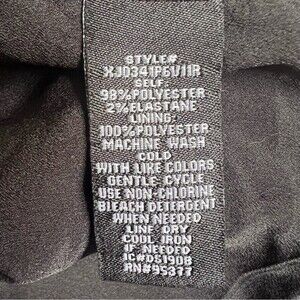 STYLE#
XJ0341P6V11R
SELF:
98%POLYESTER
2%ELASTANE
LINING:
100%POLYESTER
MACHINE WASH
COLD
WITH LIKE COLORS
GENTLE CYCLE
USE NON-CHLORINE
BLEACH DETERGENT
WHEN NEEDED
LINE DRY
COOL IRON
IF NEEDED
IC#DS1908
RN#95377